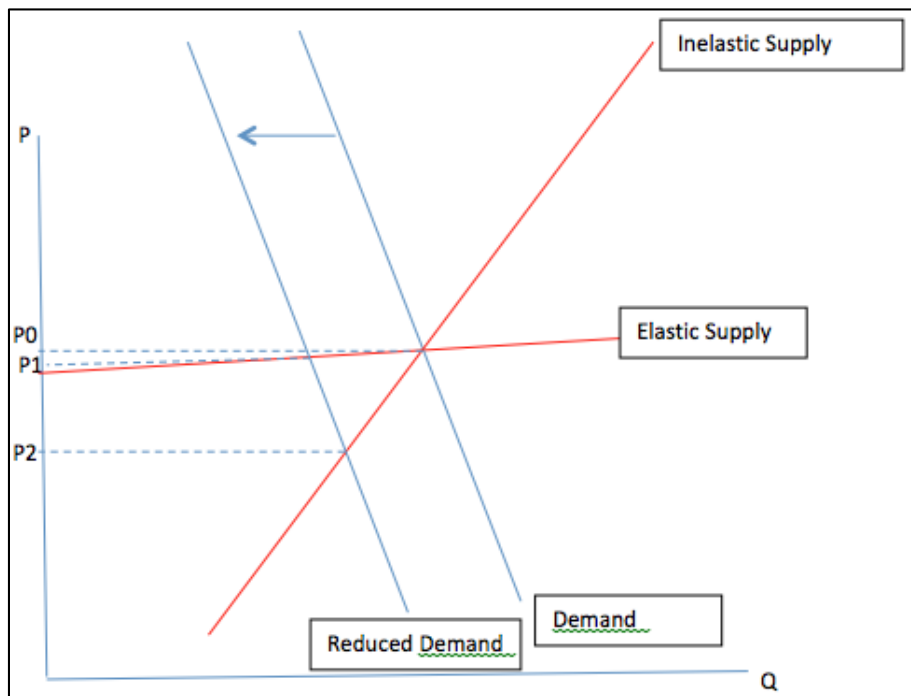 Inelastic Supply
P
P0
Elastic Supply
P1
P2
Demand
Reduced Demand
Q